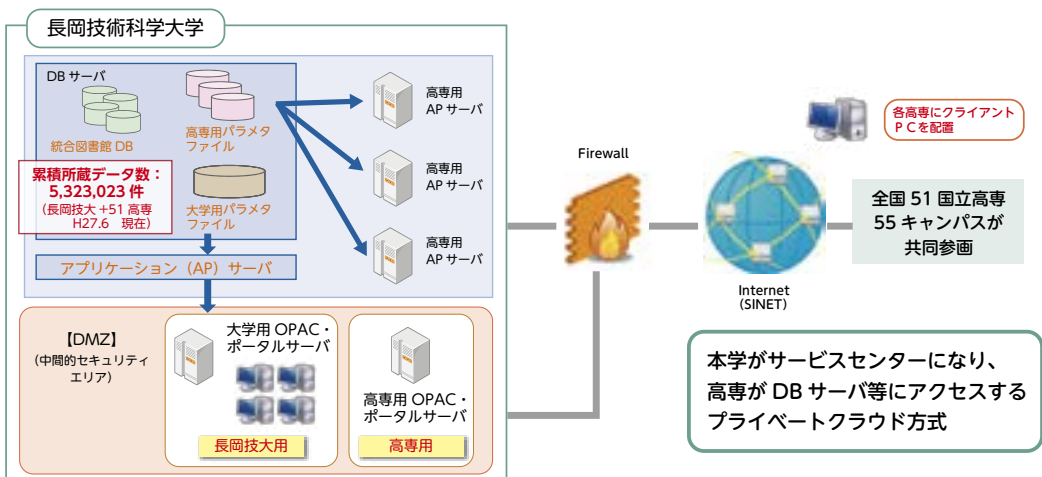 長岡技術科学大学
DB サーバ
統合図書館 DB
高専用パラメタ
ファイル
累積所蔵データ数：
5,323,023 件
（長岡技大 +51 高専
H27.6　現在）
大学用パラメタ
ファイル
高専用
AP サーバ
高専用
AP サーバ
高専用
AP サーバ
アプリケーション（AP）サーバ
【DMZ】
（中間的セキュリティ
エリア）
大学用 OPAC・
ポータルサーバ
長岡技大用
高専用 OPAC・
ポータルサーバ
高専用
Firewall
Internet
(SINET)
各高専にクライアント
ＰＣを配置
全国 51 国立高専
55 キャンパスが
共同参画
本学がサービスセンターになり、
高専が DB サーバ等にアクセスする
プライベートクラウド方式